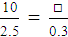 10/2.5 = □/0.3